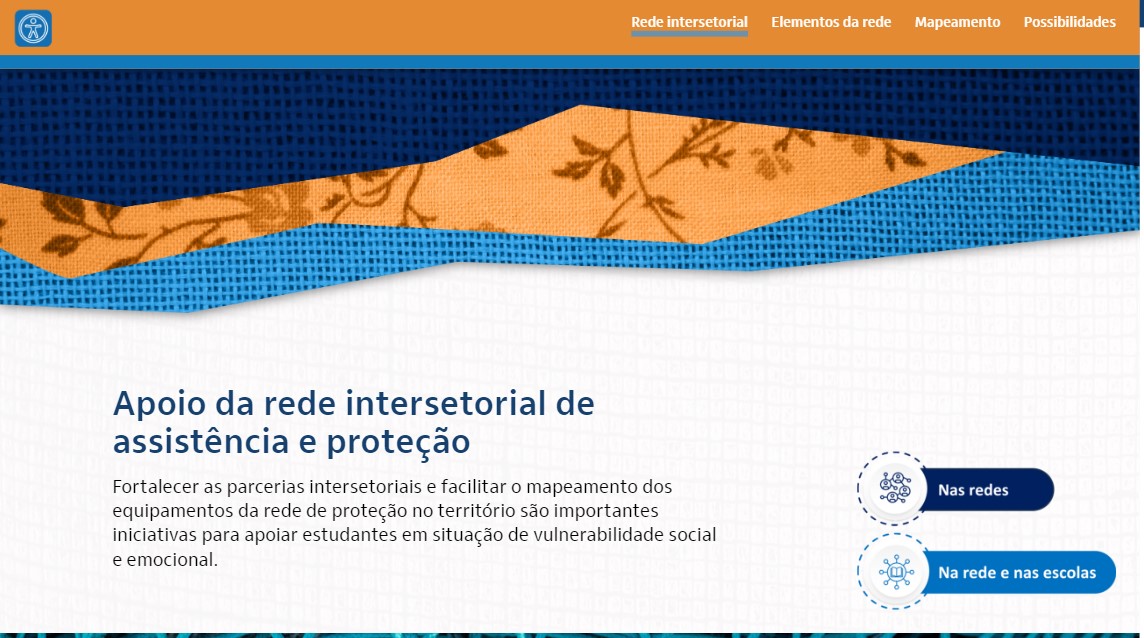 Rede intersetorial Elementos da rede Mapeamento Possibilidades
Apoio da rede intersetorial de
assistência e proteção
Fortalecer as parcerias intersetoriais e facilitar o mapeamento dos
equipamentos da rede de proteção no território são importantes
iniciativas para apoiar estudantes em situação de vulnerabilidade social
e emocional.
Nas redes
Na rede e nas escolas